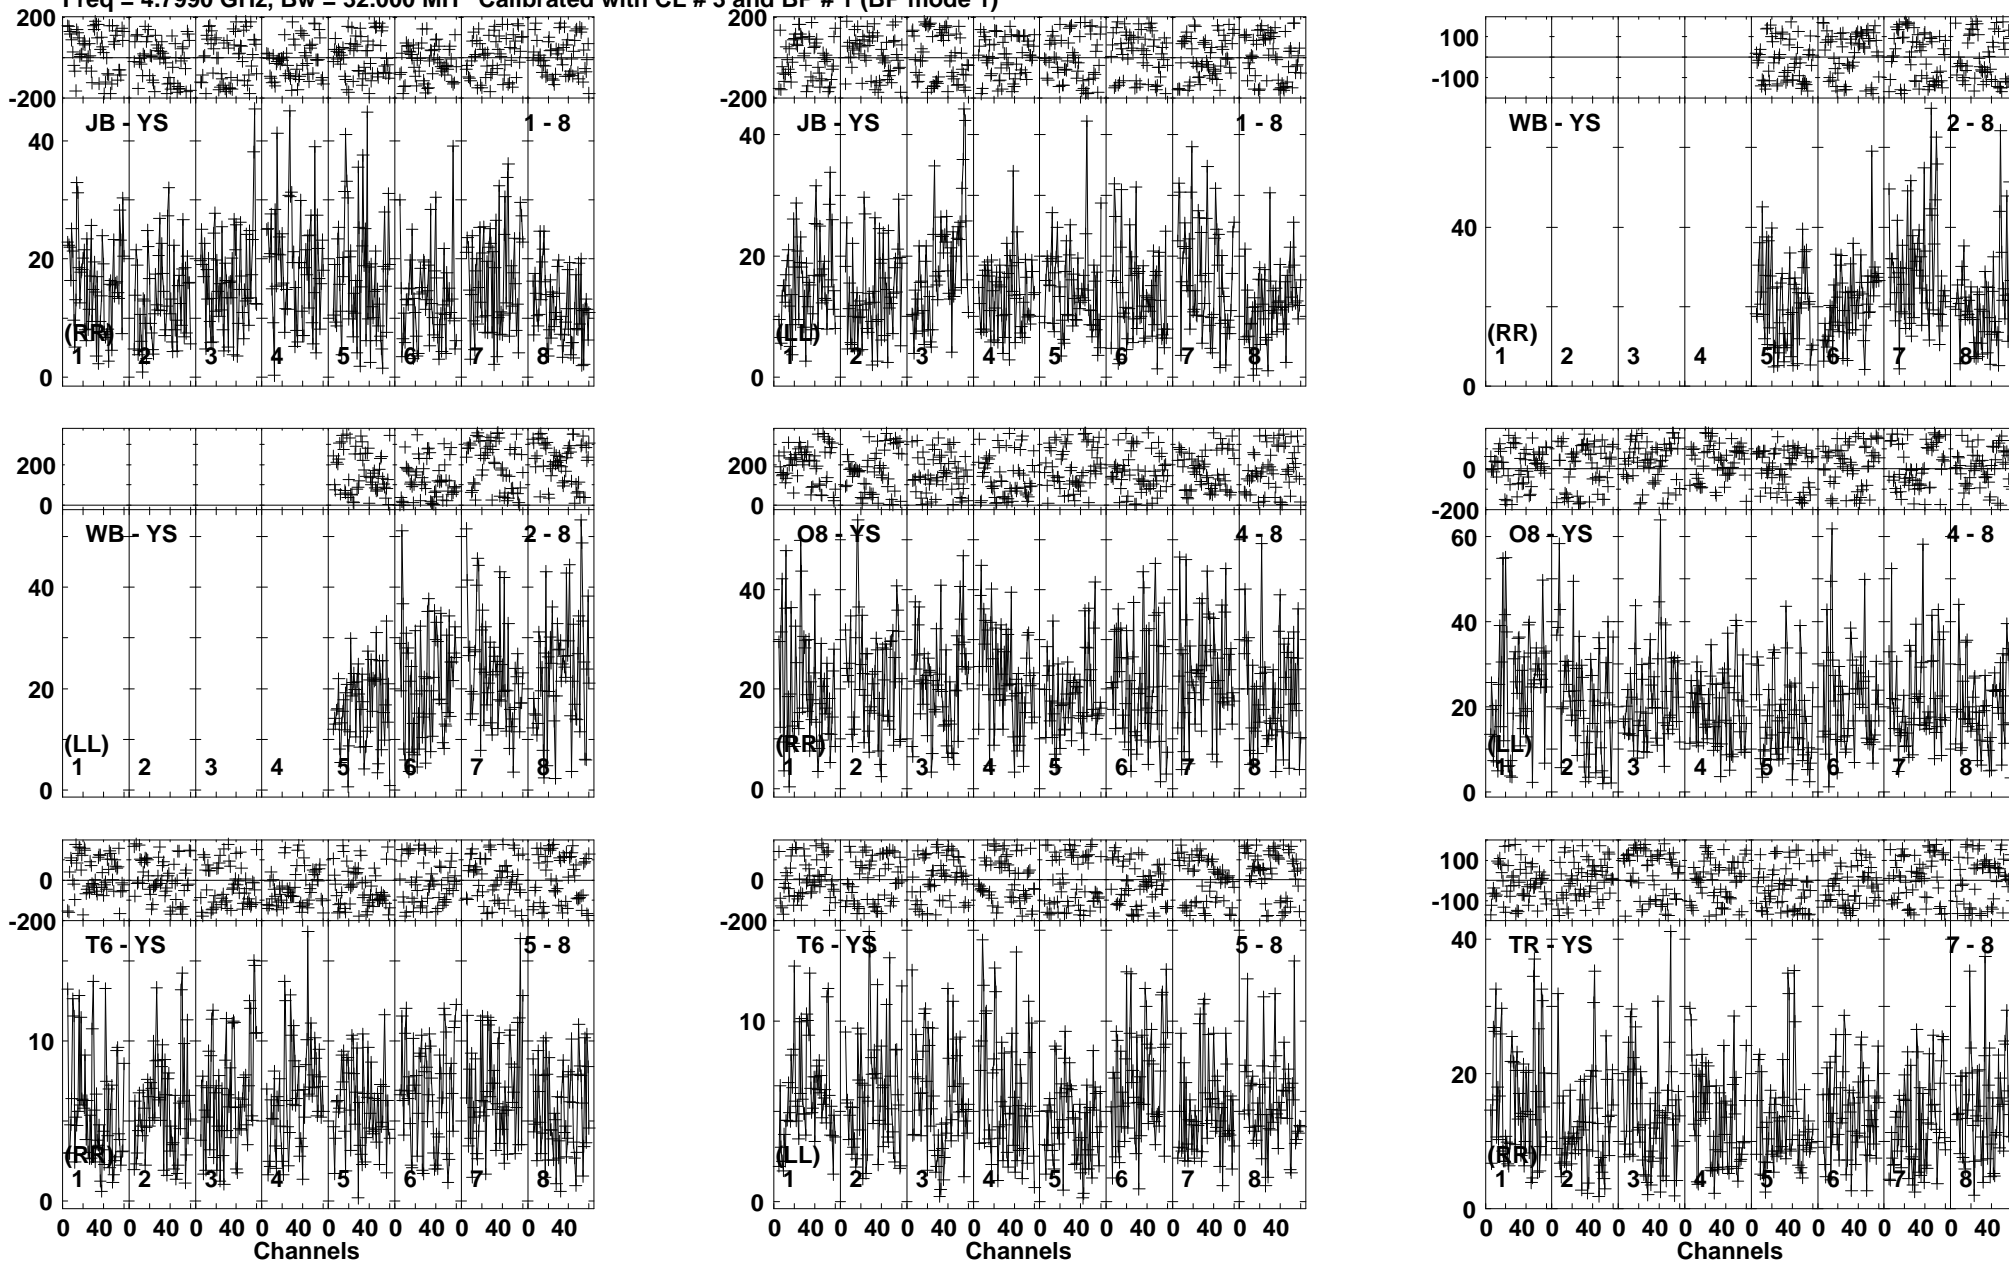 Freq = 4.7990 GHz, Bw = 32.000 MH Calibrated with CL # 3 and BP # 1 (BP mode 1)
200 200 100
-100
-200 -200
JB - YS 1 - 8 JB - YS 1 - 8 WB - YS 2 - 8
40 40 40
20 20
(RR) (LL) (RR)
1 2 3 4 5 6 7 8 1 2 3 4 5 6 7 8 1 2 3 4 5 6 7 8
0 0 0
200 200 0
0 0 -200
WB - YS 2 - 8 O8 - YS 4 - 8 O8 - YS 4 - 8
60
40 40 40
20 20 20
(LL) (RR) (LL)
1 2 3 4 5 6 7 8 1 2 3 4 5 6 7 8 1 2 3 4 5 6 7 8
0 0 0
0 0 100
-200 -200 -100
T6 - YS 5 - 8 T6 - YS 5 - 8 TR - YS 7 - 8
40
10 10 20
(RR) (LL) (RR)
1 2 3 4 5 6 7 8 1 2 3 4 5 6 7 8 1 2 3 4 5 6 7 8
0 0 0
0 40 0 40 0 40 0 40 0 40 0 40 0 40 0 40 0 40 0 40 0 40 0 40 0 40 0 40 0 40 0 40 0 40 0 40 0 40 0 40 0 40 0 40 0 40 0 40
Channels Channels Channels